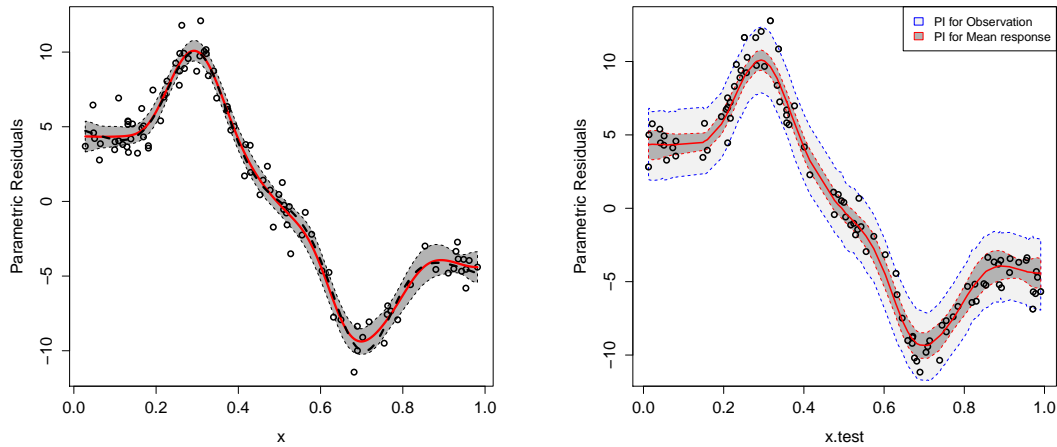 Parametric Residuals
10
5
0
−5
−10
0.0 0.2 0.4 0.6 0.8 1.0
x
PI for Observation
PI for Mean response
Parametric Residuals
10
5
0
−5
−10
0.0 0.2 0.4 0.6 0.8 1.0
x.test